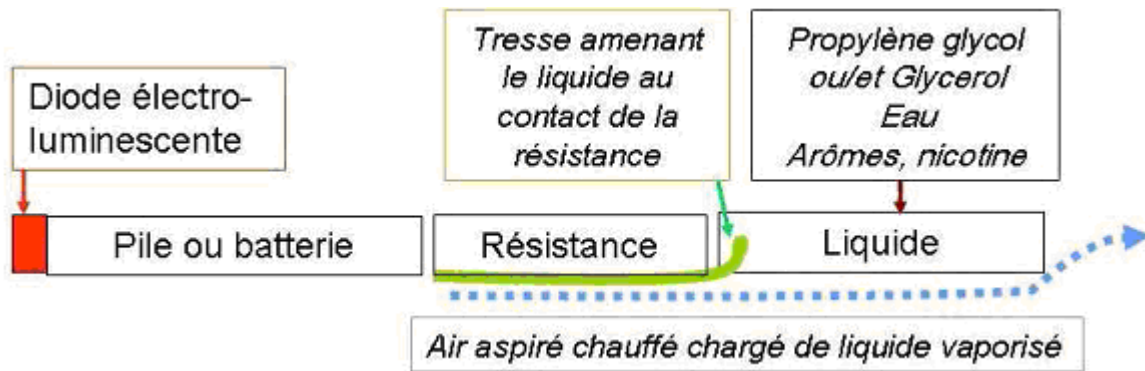 Diode électro-
luminescente
Tresse amenant
le liquide au
contact de la
résistance
Propylène glycol
ou/et Glycerol
Eau
Arômes, nicotine
Pile ou batterie
Résistance
Liquide
Air aspiré chauffé chargé de liquide vaporisé